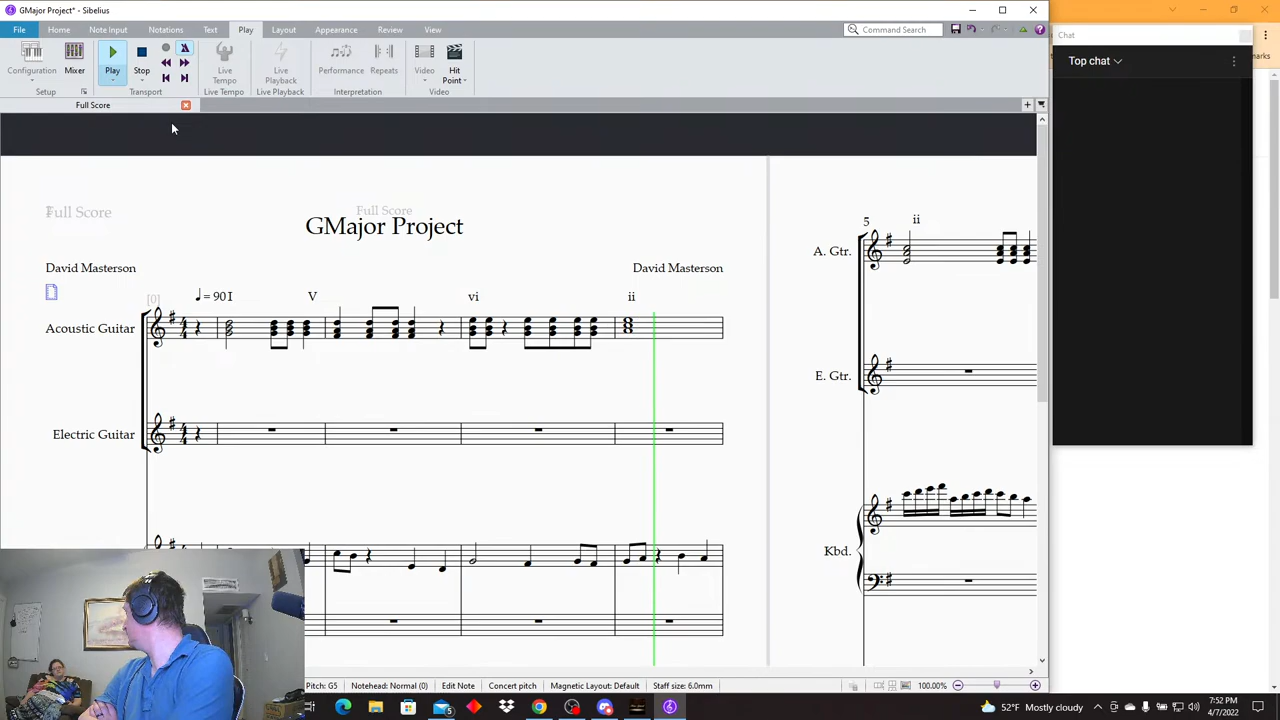 GMajor Project* - Sibelius
Chat
File Home Note Input Notations Text Play Layout Appearance Review View Command Search
Top chat
Configuration Mixer Play Stop Live Tempo Live Playback Performance Repeats Video Hit Point
Setup Transport Live Tempo Live Playback Interpretation Video
Full Score
Full Score
Full Score
GMajor Project
David Masterson David Masterson
[0] = 90 I V vi ii
Acoustic Guitar
Electric Guitar
5 ii
A. Gtr.
E. Gtr.
Kbd.
Pitch: G5 Notehead: Normal (0) Edit Note Concert pitch Magnetic Layout: Default Staff size: 6.0mm 100.00%
52°F Mostly cloudy 7:52 PM
4/7/2022